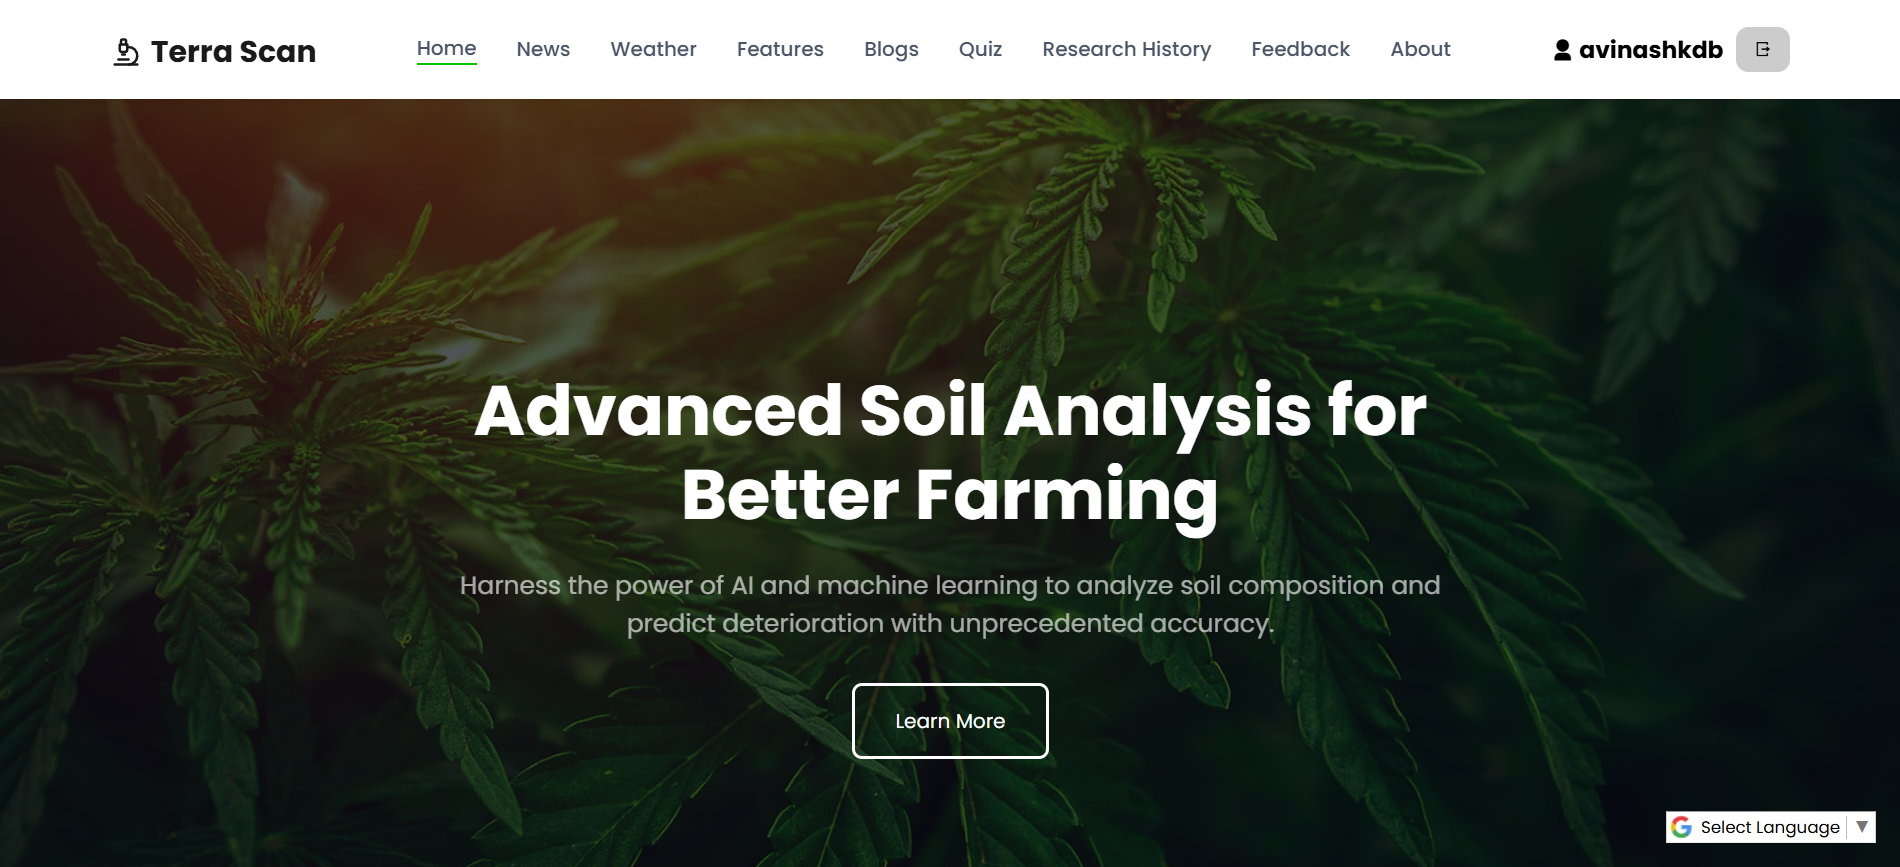 Terra Scan
Home News Weather Features Blogs Quiz Research History Feedback About
avinashkdb
Advanced Soil Analysis for
Better Farming
Harness the power of AI and machine learning to analyze soil composition and
predict deterioration with unprecedented accuracy.
Learn More
Select Language ▼